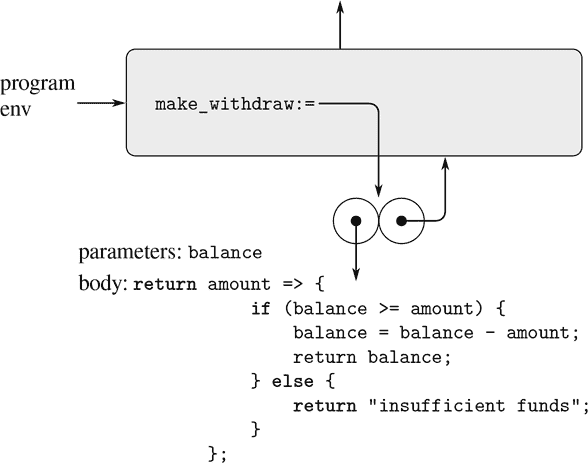 program
env
make_withdraw:=
parameters: balance
body: return amount => {
if (balance >= amount) {
balance = balance - amount;
return balance;
} else {
return "insufficient funds";
}
};